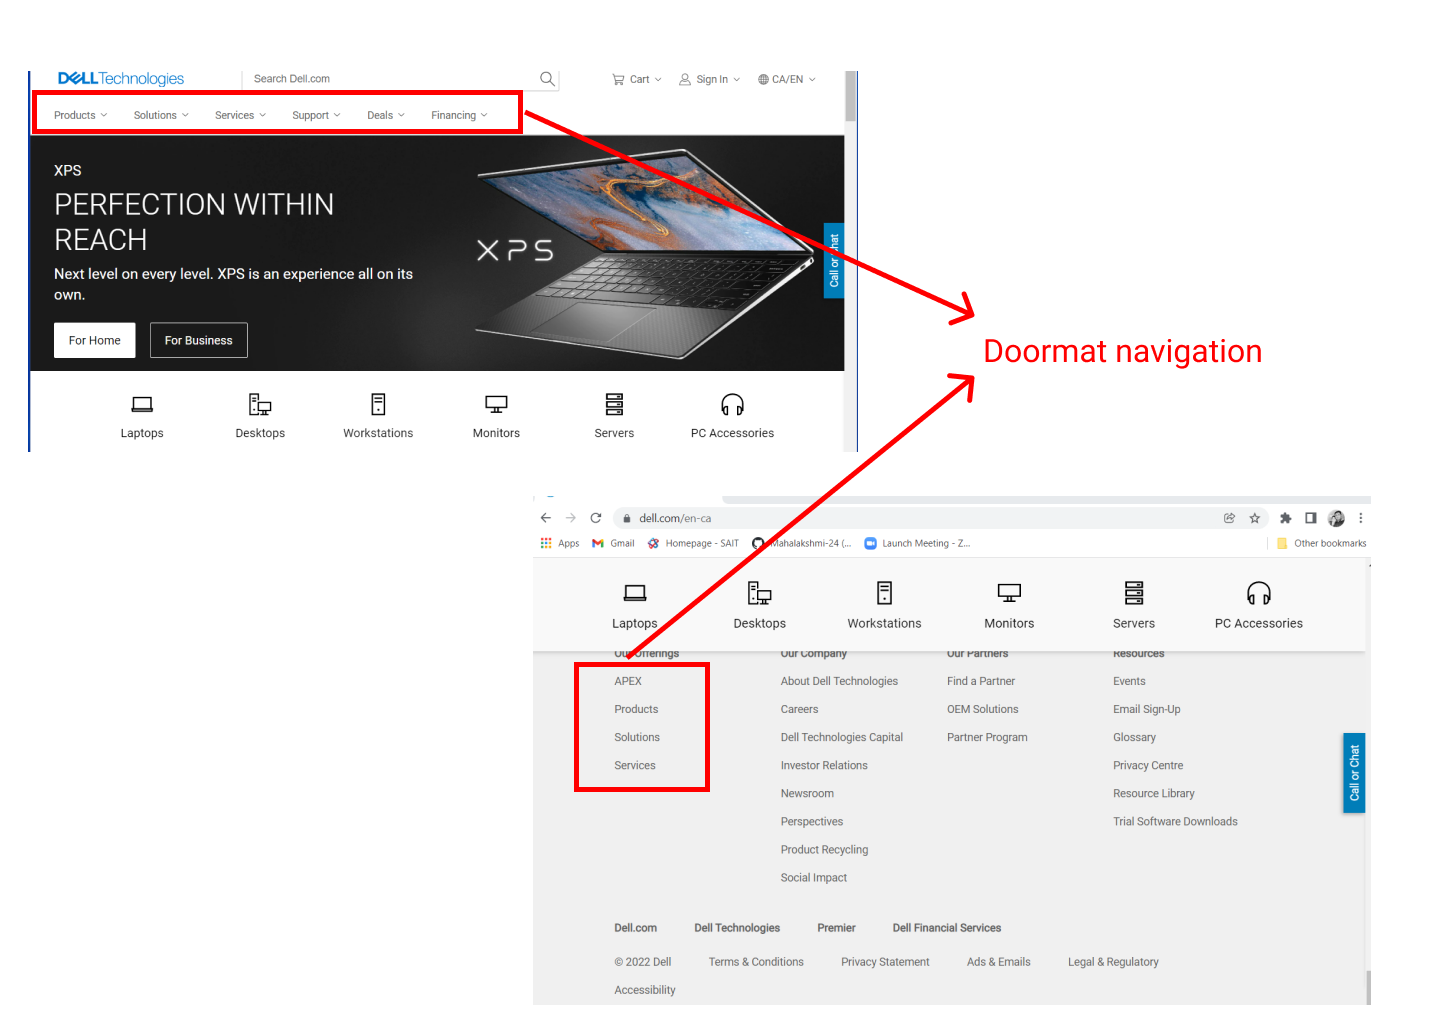 DELLTechnologies
Search Dell.com
Cart
Sign In
CA/EN
Products
Solutions
Services
Support
Deals
Financing
XPS
PERFECTION WITHIN
REACH
Next level on every level. XPS is an experience all on its
own.
For Home
For Business
XPS
Call or Chat
Laptops
Desktops
Workstations
Monitors
Servers
PC Accessories
Doormat navigation
dell.com/en-ca
Apps
Gmail
Homepage - SAIT
Mahalakshmi-24 (...
Launch Meeting - Z...
Other bookmarks
Laptops
Desktops
Workstations
Monitors
Servers
PC Accessories
Our Offerings
Our Company
Our Partners
Resources
APEX
About Dell Technologies
Find a Partner
Events
Products
Careers
OEM Solutions
Email Sign-Up
Solutions
Dell Technologies Capital
Partner Program
Glossary
Services
Investor Relations
Privacy Centre
Newsroom
Resource Library
Perspectives
Trial Software Downloads
Product Recycling
Social Impact
Call or Chat
Dell.com
Dell Technologies
Premier
Dell Financial Services
© 2022 Dell
Terms & Conditions
Privacy Statement
Ads & Emails
Legal & Regulatory
Accessibility